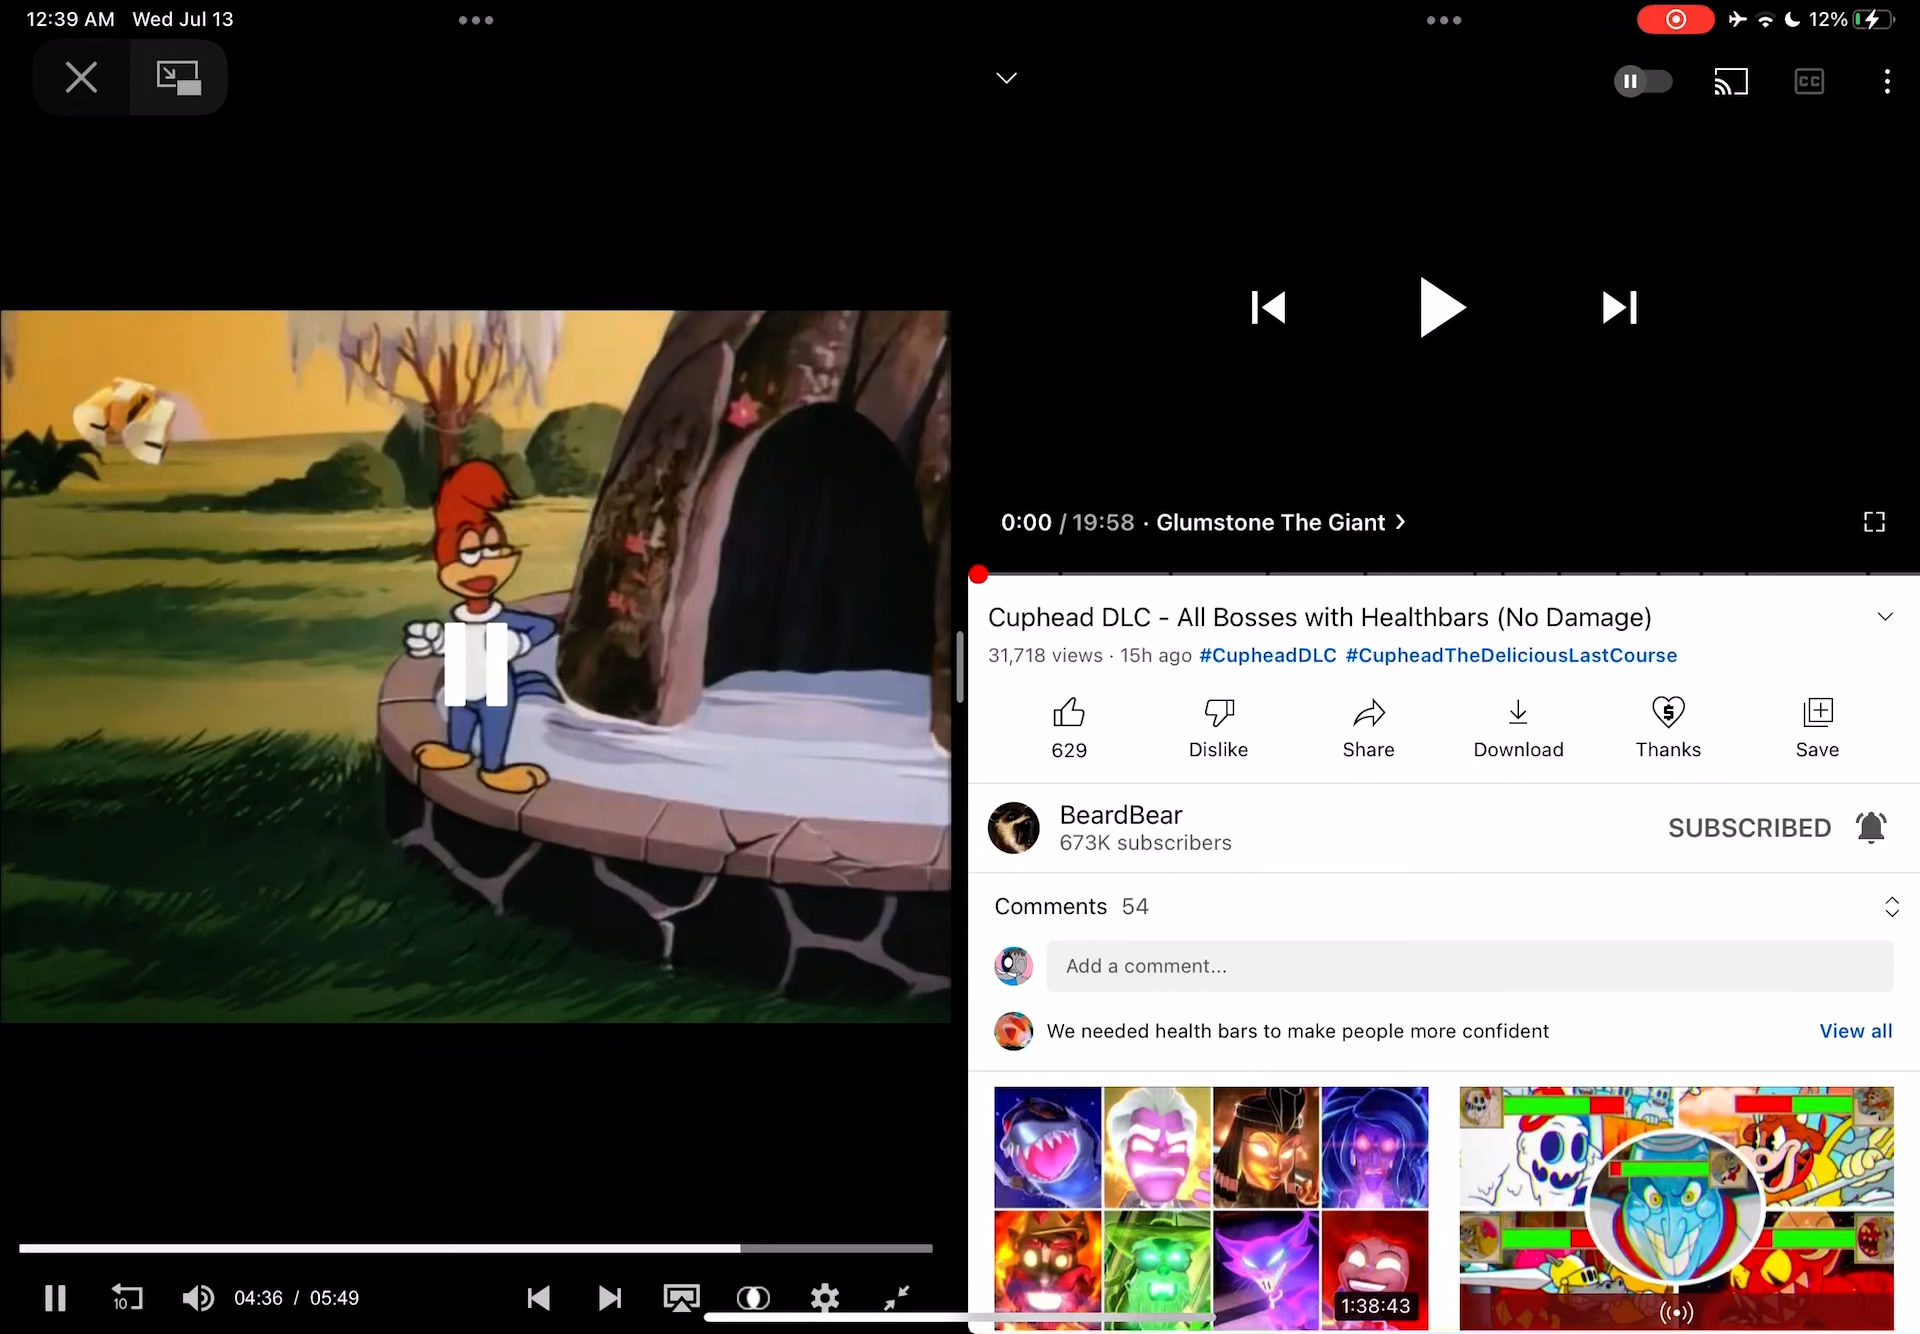 12:39 AM Wed Jul 13
12%
CC
0:00 / 19:58 · Glumstone The Giant
Cuphead DLC - All Bosses with Healthbars (No Damage)
31,718 views · 15h ago #CupheadDLC #CupheadTheDeliciousLastCourse
629
Dislike
Share
Download
Thanks
Save
BeardBear
673K subscribers
SUBSCRIBED
Comments 54
Add a comment...
We needed health bars to make people more confident
View all
1:38:43
10
04:36 / 05:49